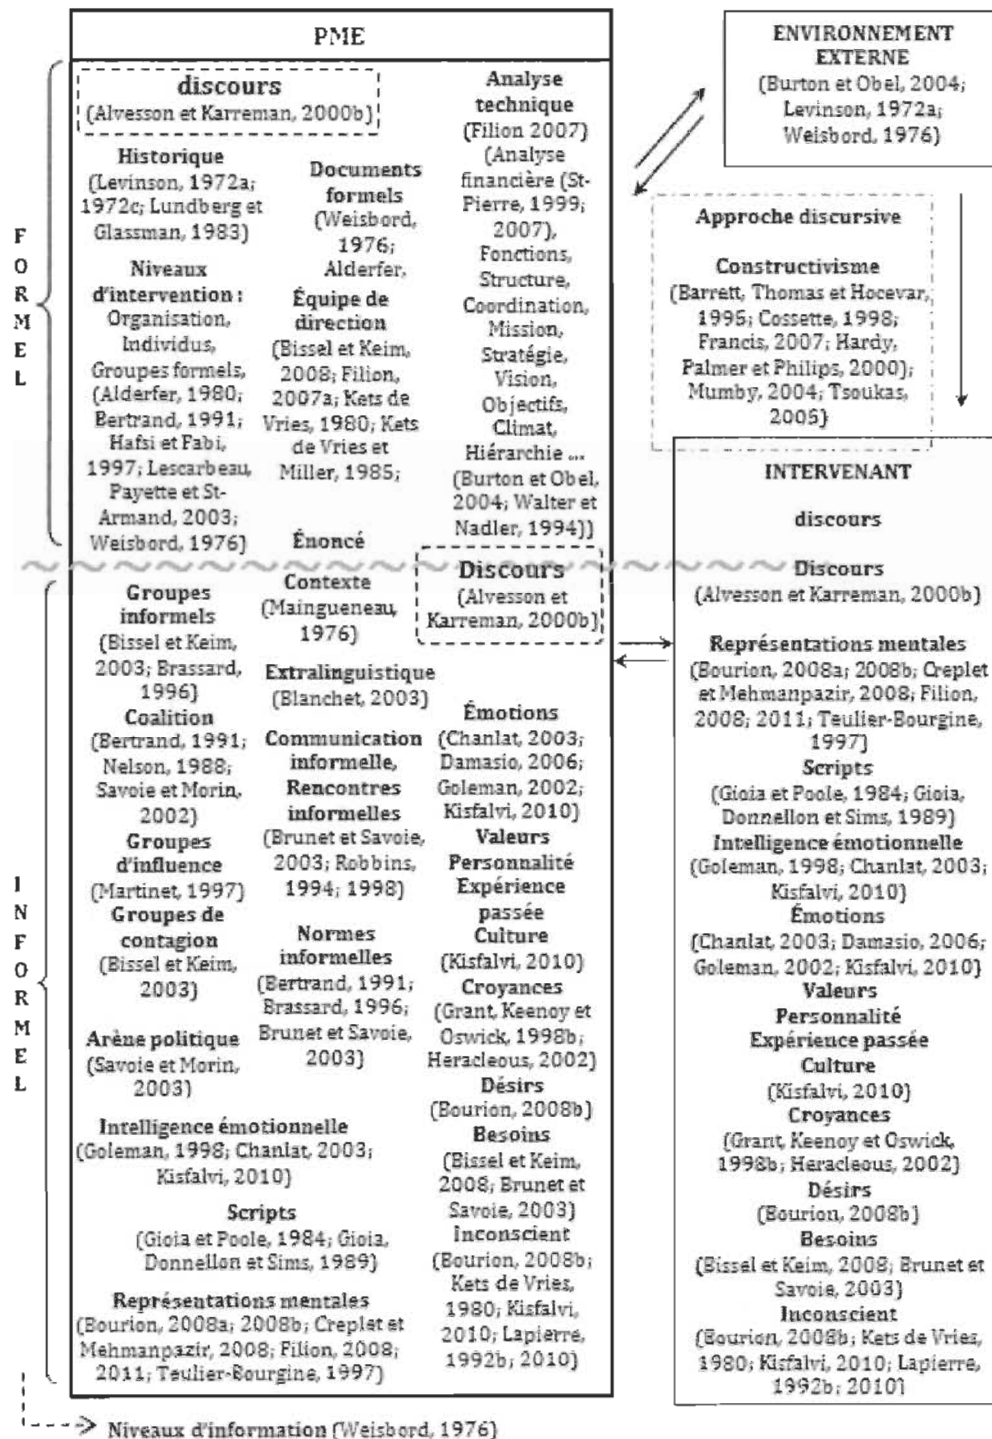 PME
FORMEL
discours
(Alvesson et Karreman, 2000b)
Historique
(Levinson, 1972a;
1972c; Lundberg et
Glassman, 1983)
Niveaux
d'intervention :
Organisation,
Individus,
Groupes formels,
(Alderfer, 1980;
Bertrand, 1991;
Hafsi et Fabi,
1997; Lescarbeau,
Payette et St-
Armand, 2003;
Weisbord, 1976)
Documents
formels
(Weisbord,
1976;
Alderfer,
Équipe de
direction
(Bissel et Keim,
2008; Filion,
2007a; Kets de
Vries, 1980; Kets
de Vries et
Miller, 1985;
Énoncé
Analyse
technique
(Filion 2007)
(Analyse
financière (St-
Pierre, 1999;
2007),
Fonctions,
Structure,
Coordination,
Mission,
Stratégie,
Vision,
Objectifs,
Climat,
Hiérarchie ...
(Burton et Obel,
2004; Walter et
Nadler, 1994))
INFORMEL
Groupes
informels
(Bissel et Keim,
2003; Brassard,
1996)
Coalition
(Bertrand, 1991;
Nelson, 1988;
Savoie et Morin,
2002)
Groupes
d'influence
(Martinet, 1997)
Groupes de
contagion
(Bissel et Keim,
2003)
Arène politique
(Savoie et Morin,
2003)
Contexte
(Maingueneau,
1976)
Extralinguistique
(Blanchet, 2003)
Communication
informelle,
Rencontres
informelles
(Brunet et Savoie,
2003; Robbins,
1994; 1998)
Normes
informelles
(Bertrand, 1991;
Brassard, 1996;
Brunet et Savoie,
2003)
Intelligence émotionnelle
(Goleman, 1998; Chanlat, 2003;
Kisfalvi, 2010)
Scripts
(Gioia et Poole, 1984; Gioia,
Donnellon et Sims, 1989)
Représentations mentales
(Bourion, 2008a; 2008b; Creplet et
Mehmanpazir, 2008; Filion, 2008;
2011; Teulier-Bourgine, 1997)
Discours
(Alvesson et
Karreman, 2000b)
Émotions
(Chanlat, 2003;
Damasio, 2006;
Goleman, 2002;
Kisfalvi, 2010)
Valeurs
Personnalité
Expérience
passée
Culture
(Kisfalvi, 2010)
Croyances
(Grant, Keenoy et
Oswick, 1998b;
Heracleous, 2002)
Désirs
(Bourion, 2008b)
Besoins
(Bissel et Keim,
2008; Brunet et
Savoie, 2003)
Inconscient
(Bourion, 2008b;
Kets de Vries,
1980; Kisfalvi,
2010; Lapierre,
1992b; 2010)
Niveaux d'information (Weisbord, 1976)
ENVIRONNEMENT
EXTERNE
(Burton et Obel, 2004;
Levinson, 1972a;
Weisbord, 1976)
Approche discursive
Constructivisme
(Barrett, Thomas et Hocevar,
1995; Cossette, 1998;
Francis, 2007; Hardy,
Palmer et Philips, 2000);
Mumby, 2004; Tsoukas,
2005)
INTERVENANT
discours
Discours
(Alvesson et Karreman, 2000b)
Représentations mentales
(Bourion, 2008a; 2008b; Creplet
et Mehmanpazir, 2008; Filion,
2008; 2011; Teulier-Bourgine,
1997)
Scripts
(Gioia et Poole, 1984; Gioia,
Donnellon et Sims, 1989)
Intelligence émotionnelle
(Goleman, 1998; Chanlat, 2003;
Kisfalvi, 2010)
Émotions
(Chanlat, 2003; Damasio, 2006;
Goleman, 2002; Kisfalvi, 2010)
Valeurs
Personnalité
Expérience passée
Culture
(Kisfalvi, 2010)
Croyances
(Grant, Keenoy et Oswick,
1998b; Heracleous, 2002)
Désirs
(Bourion, 2008b)
Besoins
(Bissel et Keim, 2008; Brunet et
Savoie, 2003)
Inconscient
(Bourion, 2008b; Kets de Vries,
1980; Kisfalvi, 2010; Lapierre,
1992b; 2010)